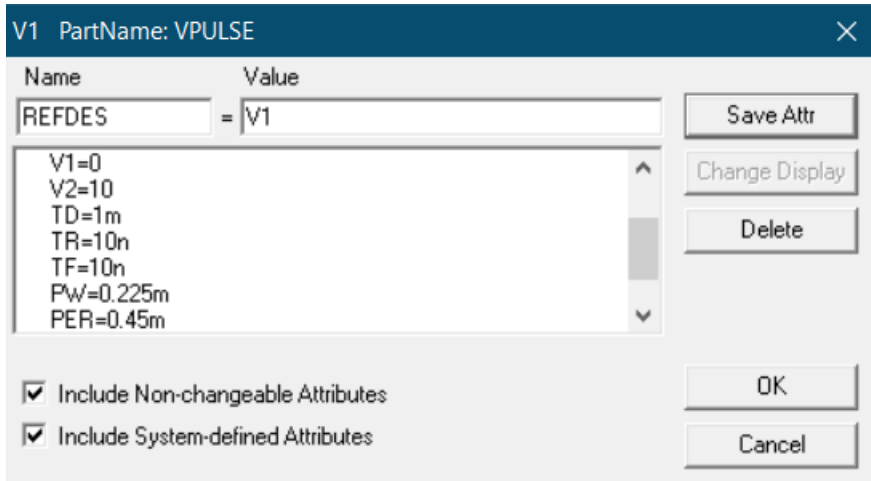 V1 PartName: VPULSE
Name Value
REFDES = V1
Save Attr
V1=0
V2=10
TD=1m
TR=10n
TF=10n
PW=0.225m
PER=0.45m
Change Display
Delete
Include Non-changeable Attributes
Include System-defined Attributes
OK
Cancel